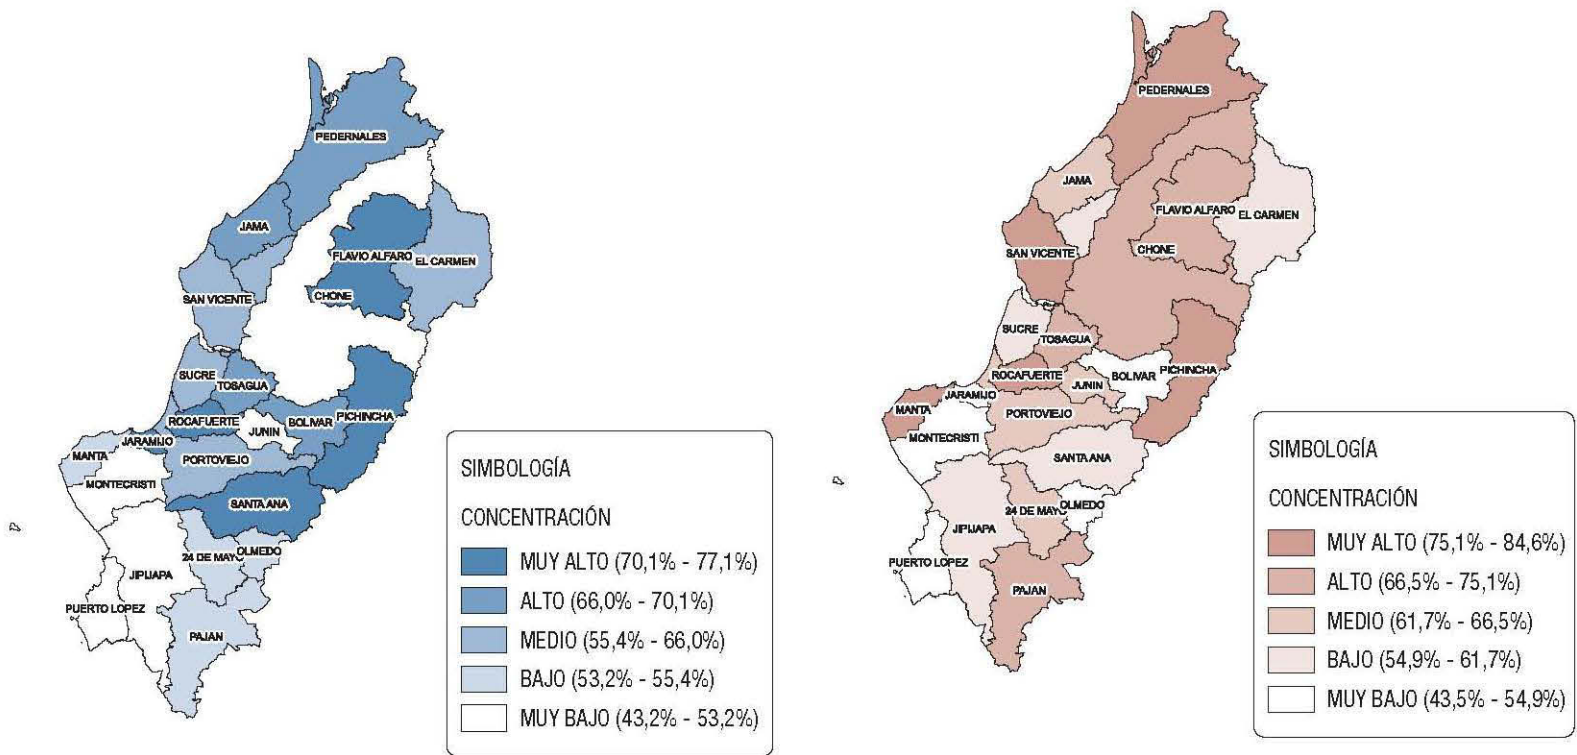 PEDERNALES
JAMA
FLAVIO ALFARO
EL CARMEN
CHONE
SAN VICENTE
SUCRE
TOSAGUA
PICHINCHA
ROCAFUERTE
BOLIVAR
JUNIN
JARAMIJO
MANTA
PORTOVIEJO
MONTECRISTI
SANTA ANA
24 DE MAYO
OLMEDO
JIPIJAPA
PUERTO LOPEZ
PAJAN
SIMBOLOGÍA
CONCENTRACIÓN
MUY ALTO (70,1% - 77,1%)
ALTO (66,0% - 70,1%)
MEDIO (55,4% - 66,0%)
BAJO (53,2% - 55,4%)
MUY BAJO (43,2% - 53,2%)
PEDERNALES
JAMA
FLAVIO ALFARO
EL CARMEN
CHONE
SAN VICENTE
SUCRE
TOSAGUA
BOLIVAR
PICHINCHA
ROCAFUERTE
JUNIN
JARAMIJO
MANTA
PORTOVIEJO
MONTECRISTI
SANTA ANA
OLMEDO
24 DE MAYO
JIPIJAPA
PUERTO LOPEZ
PAJAN
SIMBOLOGÍA
CONCENTRACIÓN
MUY ALTO (75,1% - 84,6%)
ALTO (66,5% - 75,1%)
MEDIO (61,7% - 66,5%)
BAJO (54,9% - 61,7%)
MUY BAJO (43,5% - 54,9%)